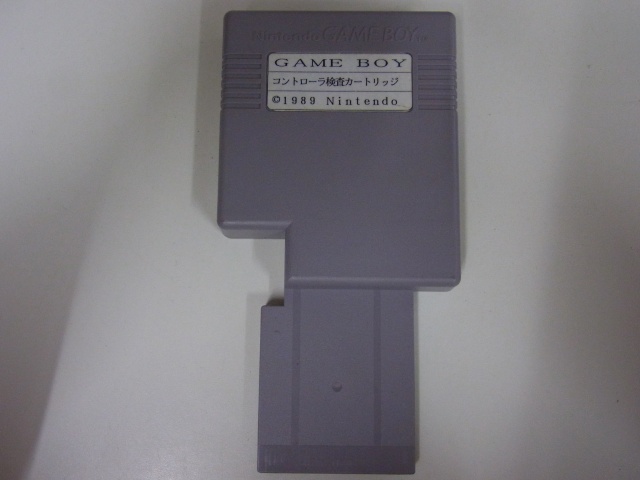 Nintendo GAME BOY™
GAME BOY
コントローラ検査カートリッジ
©1989 Nintendo